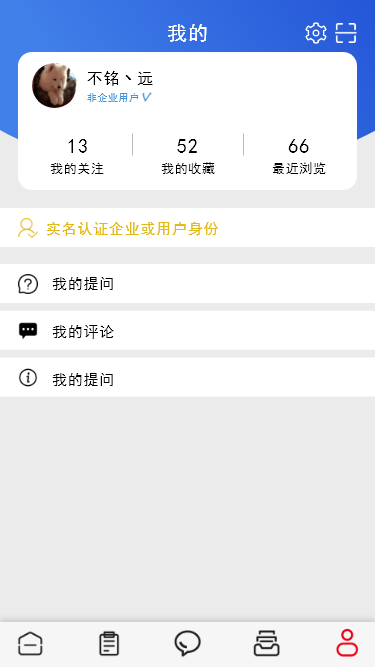 我的
不铭丶远
非企业用户
13
52
66
我的关注
我的收藏
最近浏览
实名认证企业或用户身份
我的提问
我的评论
我的提问